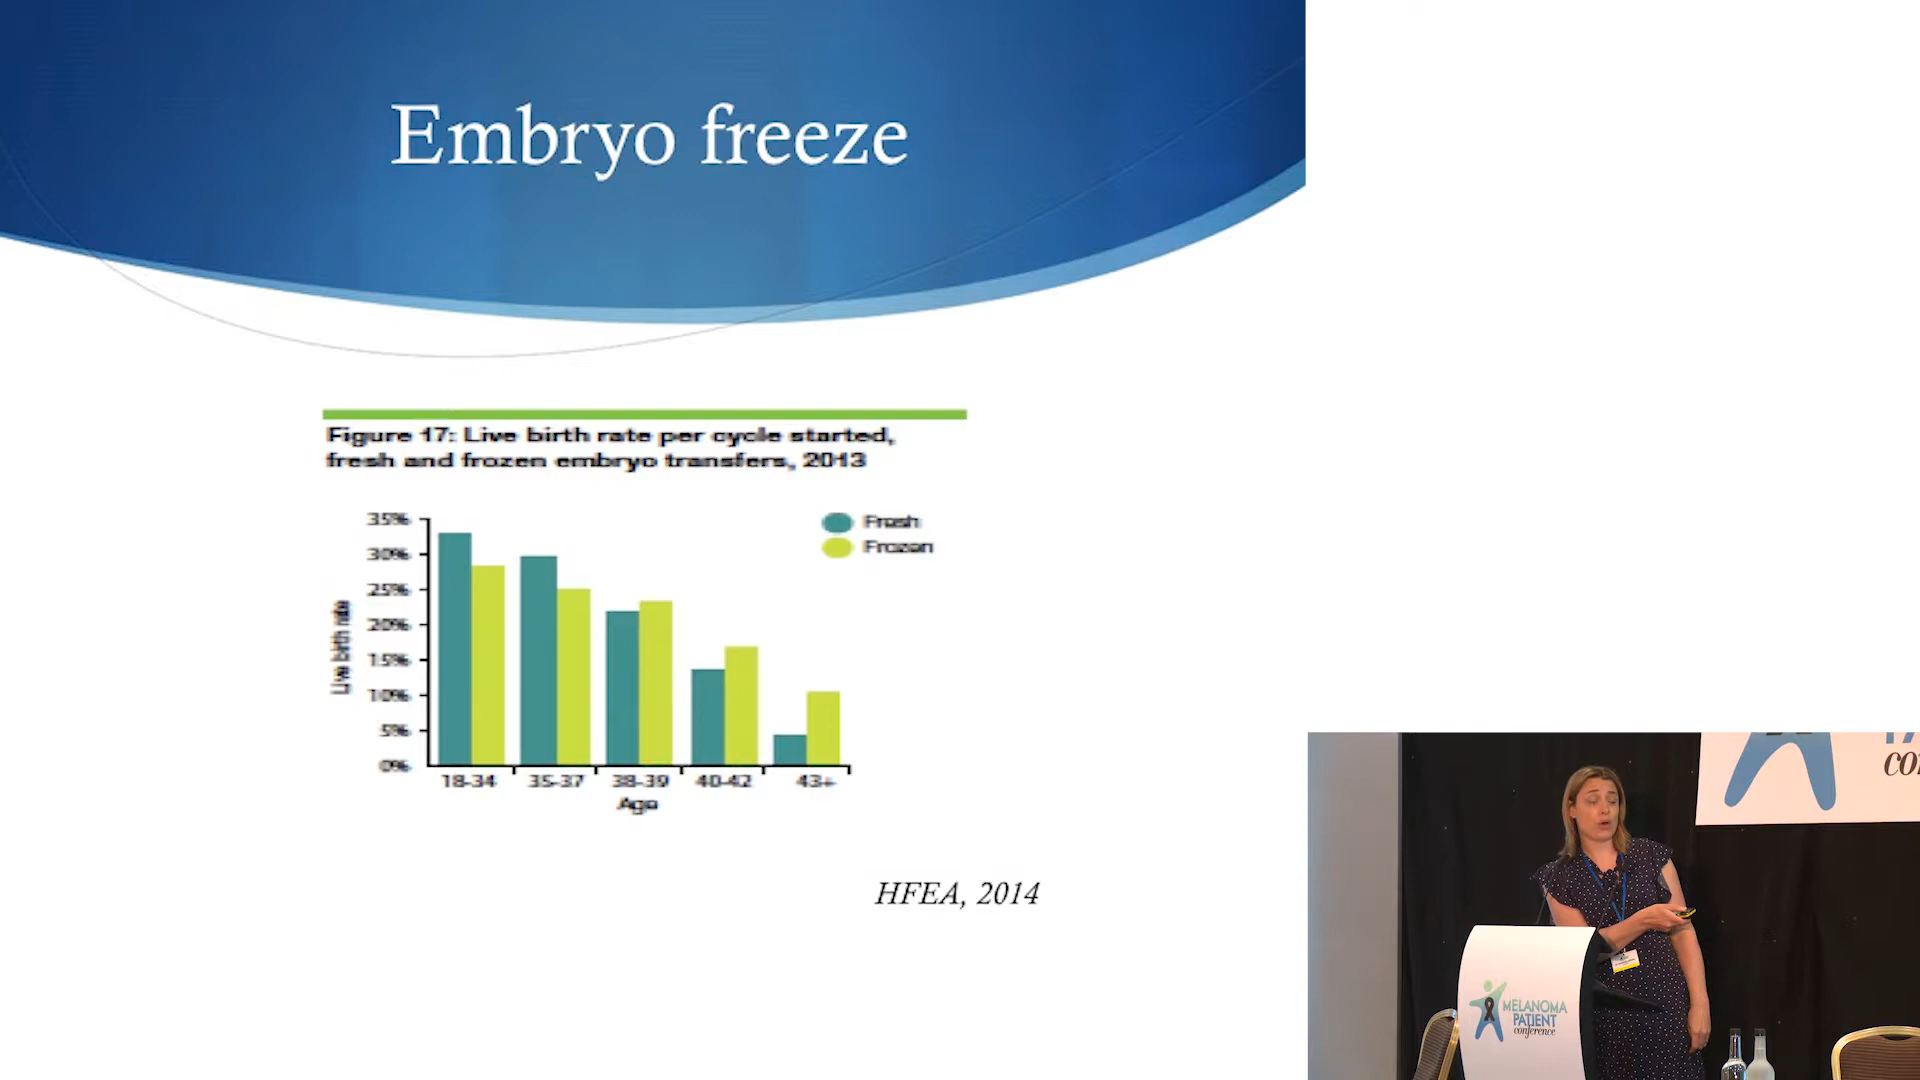 Embryo freeze
Figure 17: Live birth rate per cycle started,
fresh and frozen embryo transfers, 2013
35%
30%
25%
20%
15%
10%
5%
0%
Live birth rate
Fresh
Frozen
18-34 35-37 38-39 40-42 43+
Age
HFEA, 2014
MELANOMA
PATIENT
conference